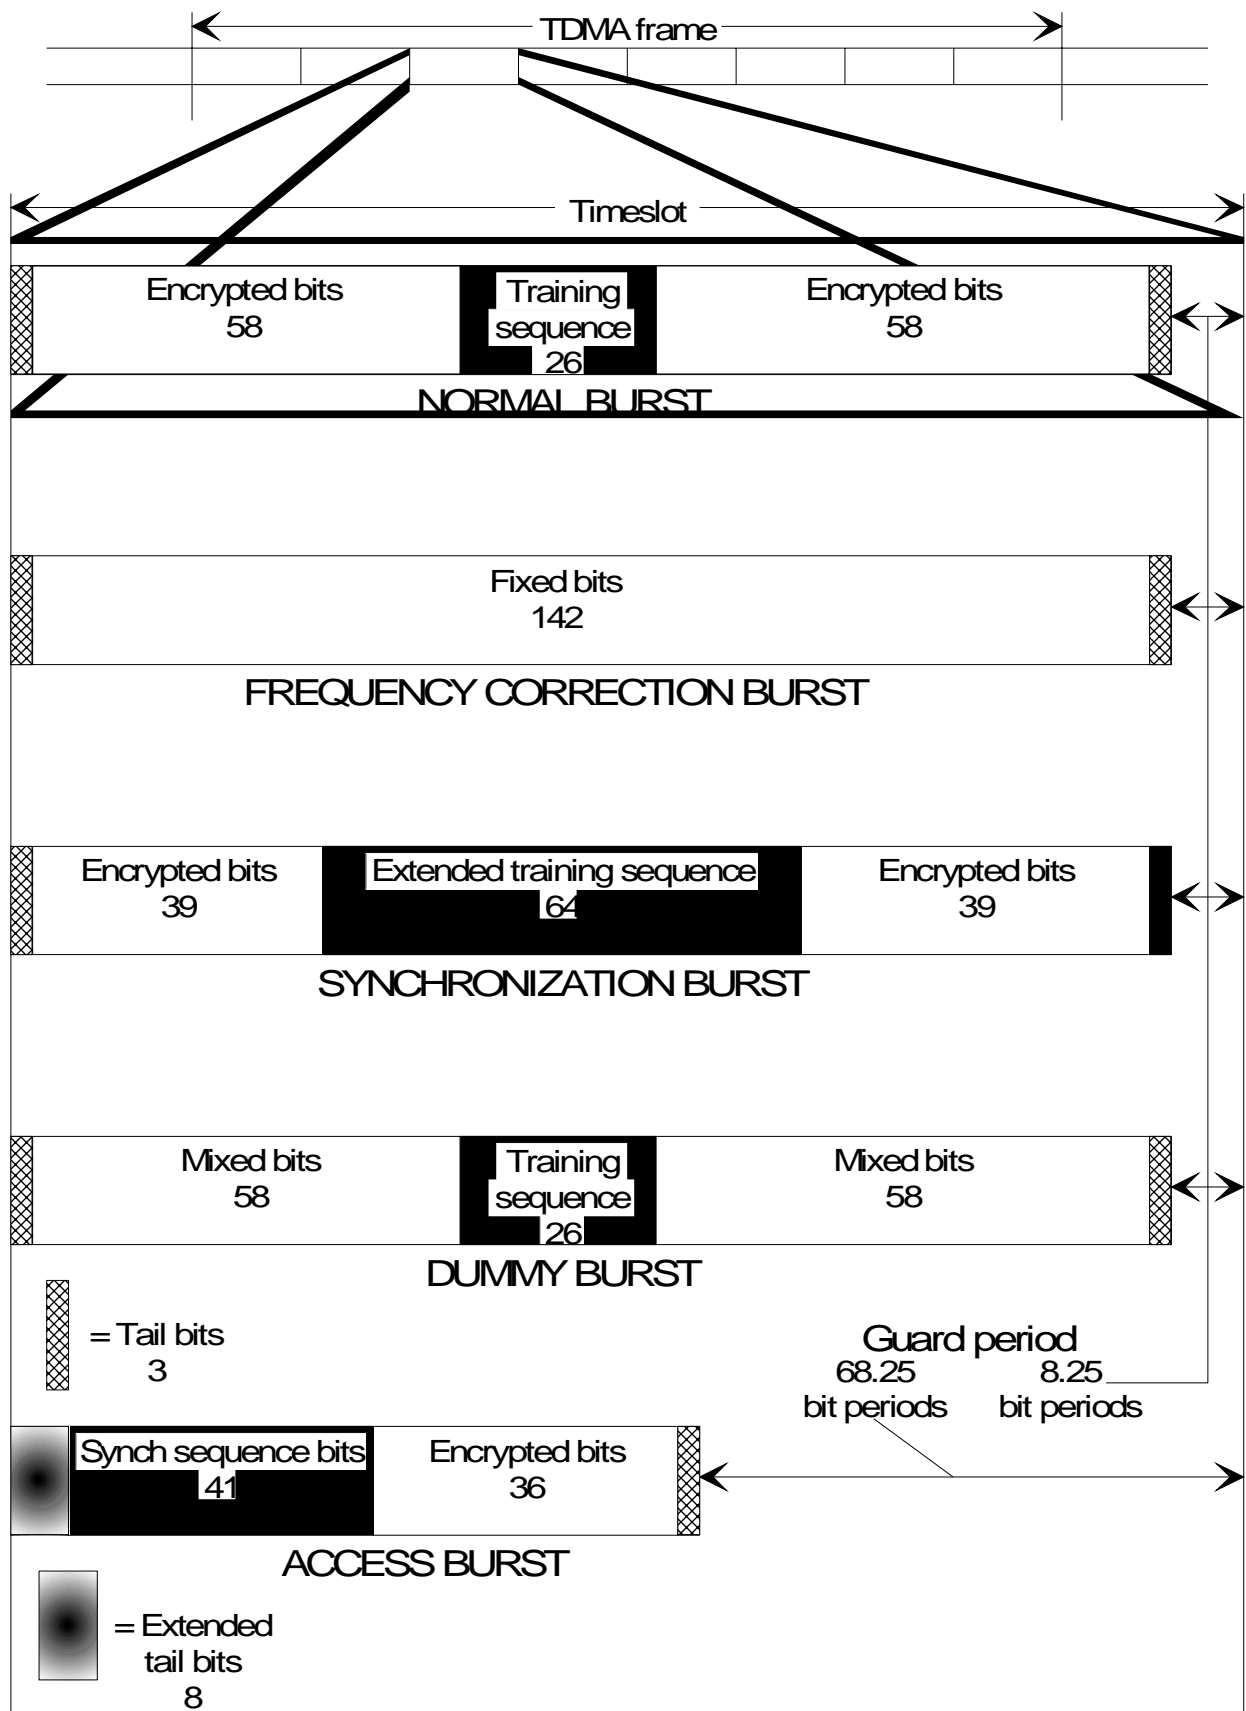 TDMA frame
Timeslot
Encrypted bits
58
Training
sequence
26
Encrypted bits
58
NORMAL BURST
Fixed bits
142
FREQUENCY CORRECTION BURST
Encrypted bits
39
Extended training sequence
64
Encrypted bits
39
SYNCHRONIZATION BURST
Mixed bits
58
Training
sequence
26
Mixed bits
58
DUMMY BURST
= Tail bits
3
Guard period
68.25
bit periods
8.25
bit periods
Synch sequence bits
41
Encrypted bits
36
ACCESS BURST
= Extended
tail bits
8